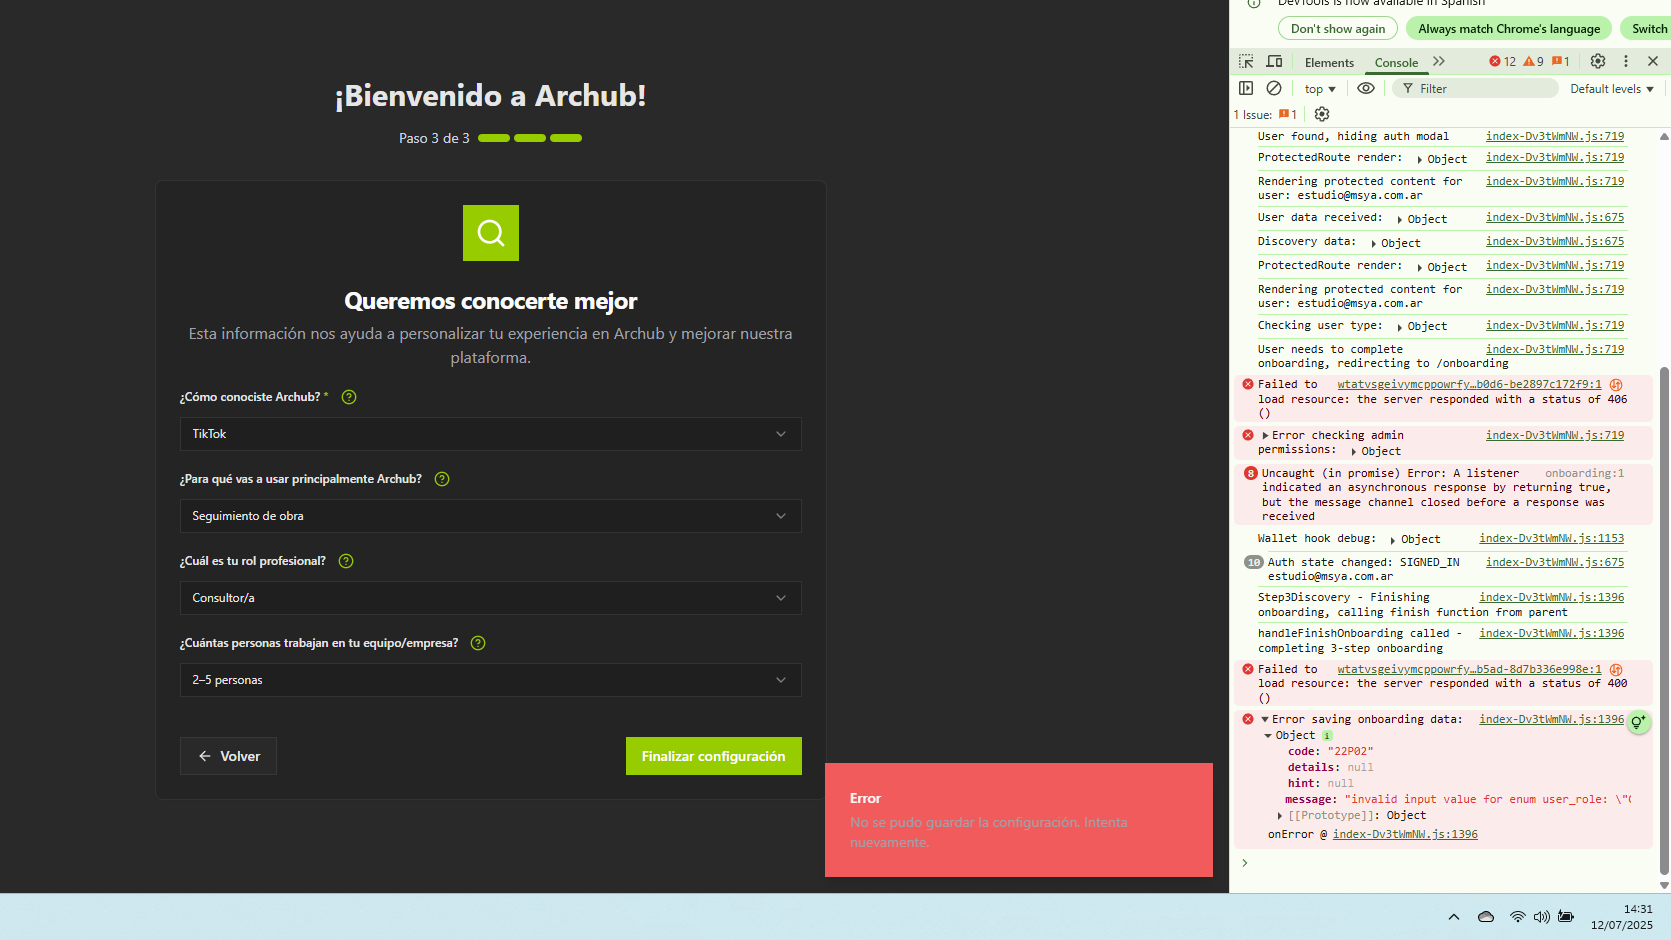 ¡Bienvenido a Archub!
Paso 3 de 3
Queremos conocerte mejor
Esta información nos ayuda a personalizar tu experiencia en Archub y mejorar nuestra
plataforma.
¿Cómo conociste Archub? *
TikTok
¿Para qué vas a usar principalmente Archub?
Seguimiento de obra
¿Cuál es tu rol profesional?
Consultor/a
¿Cuántas personas trabajan en tu equipo/empresa?
2–5 personas
Volver
Finalizar configuración
Error
No se pudo guardar la configuración. Intenta
nuevamente.
DevTools is now available in Spanish
Don't show again
Always match Chrome's language
Switch
Elements
Console
12
9
1
top
Filter
Default levels
1 Issue: 1
User found, hiding auth modal index-Dv3tWmNW.js:719
ProtectedRoute render: Object index-Dv3tWmNW.js:719
Rendering protected content for index-Dv3tWmNW.js:719
user: estudio@msya.com.ar
User data received: Object index-Dv3tWmNW.js:675
Discovery data: Object index-Dv3tWmNW.js:675
ProtectedRoute render: Object index-Dv3tWmNW.js:719
Rendering protected content for index-Dv3tWmNW.js:719
user: estudio@msya.com.ar
Checking user type: Object index-Dv3tWmNW.js:719
User needs to complete index-Dv3tWmNW.js:719
onboarding, redirecting to /onboarding
Failed to wtatvsgeivymcppowrfy…b0d6-be2897c172f9:1
load resource: the server responded with a status of 406
()
Error checking admin index-Dv3tWmNW.js:719
permissions: Object
8 Uncaught (in promise) Error: A listener onboarding:1
indicated an asynchronous response by returning true,
but the message channel closed before a response was
received
Wallet hook debug: Object index-Dv3tWmNW.js:1153
10 Auth state changed: SIGNED_IN index-Dv3tWmNW.js:675
estudio@msya.com.ar
Step3Discovery - Finishing index-Dv3tWmNW.js:1396
onboarding, calling finish function from parent
handleFinishOnboarding called - index-Dv3tWmNW.js:1396
completing 3-step onboarding
Failed to wtatvsgeivymcppowrfy…b5ad-8d7b336e998e:1
load resource: the server responded with a status of 400
()
Error saving onboarding data: index-Dv3tWmNW.js:1396
Object i
code: "22P02"
details: null
hint: null
message: "invalid input value for enum user_role: \"
[[Prototype]]: Object
onError @ index-Dv3tWmNW.js:1396
14:31
12/07/2025